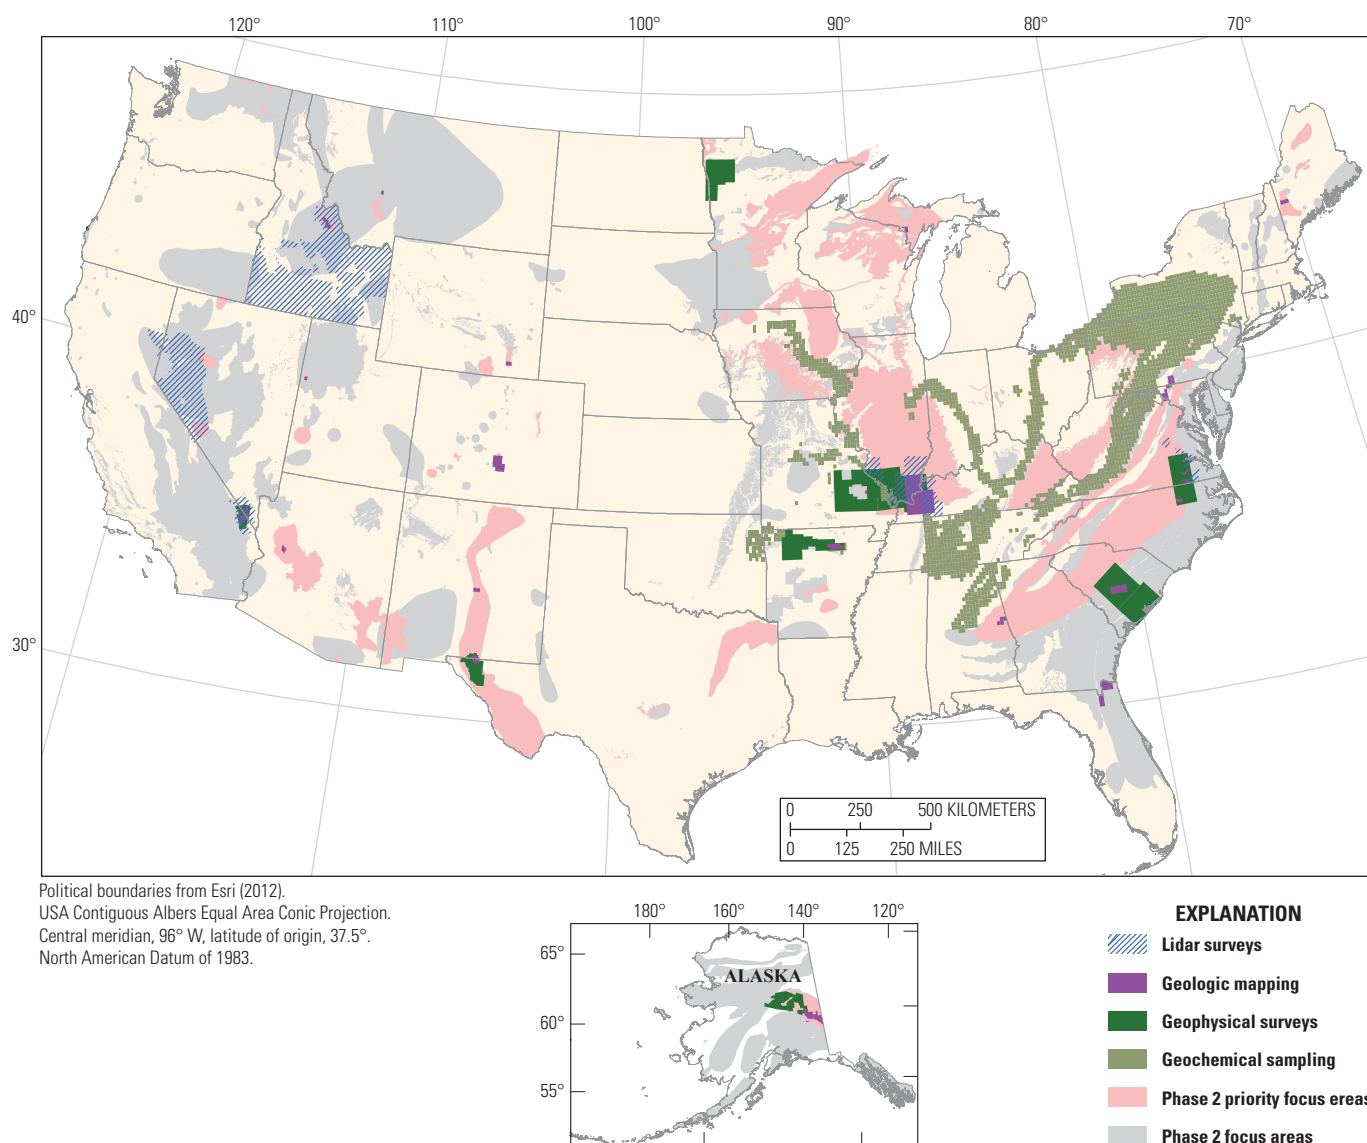 120° 110° 100° 90° 80° 70°
40°
30°
0 250 500 KILOMETERS
0 125 250 MILES
Political boundaries from Esri (2012).
USA Contiguous Albers Equal Area Conic Projection.
Central meridian, 96° W, latitude of origin, 37.5°.
North American Datum of 1983.
180° 160° 140° 120°
65°
60°
55°
ALASKA
EXPLANATION
Lidar surveys
Geologic mapping
Geophysical surveys
Geochemical sampling
Phase 2 priority focus ereas
Phase 2 focus areas